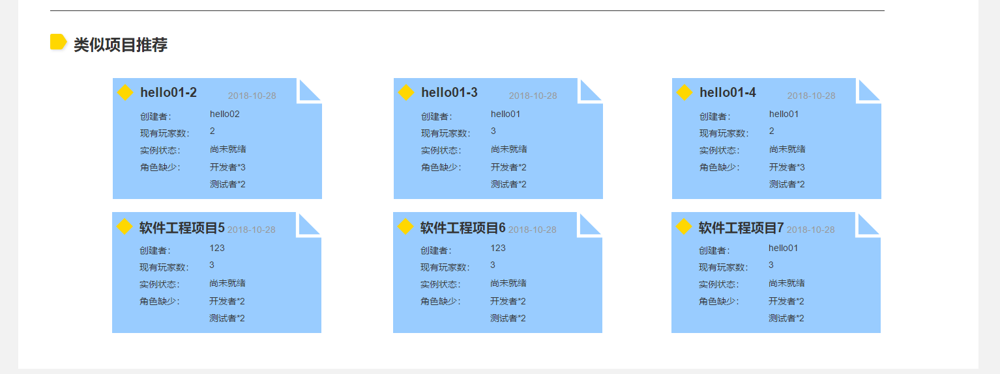 类似项目推荐
hello01-2 2018-10-28
创建者： hello02
现有玩家数： 2
实例状态： 尚未就绪
角色缺少： 开发者*3
测试者*2
hello01-3 2018-10-28
创建者： hello01
现有玩家数： 3
实例状态： 尚未就绪
角色缺少： 开发者*2
测试者*2
hello01-4 2018-10-28
创建者： hello01
现有玩家数： 2
实例状态： 尚未就绪
角色缺少： 开发者*3
测试者*2
软件工程项目5 2018-10-28
创建者： 123
现有玩家数： 3
实例状态： 尚未就绪
角色缺少： 开发者*2
测试者*2
软件工程项目6 2018-10-28
创建者： 123
现有玩家数： 3
实例状态： 尚未就绪
角色缺少： 开发者*2
测试者*2
软件工程项目7 2018-10-28
创建者： hello01
现有玩家数： 3
实例状态： 尚未就绪
角色缺少： 开发者*2
测试者*2